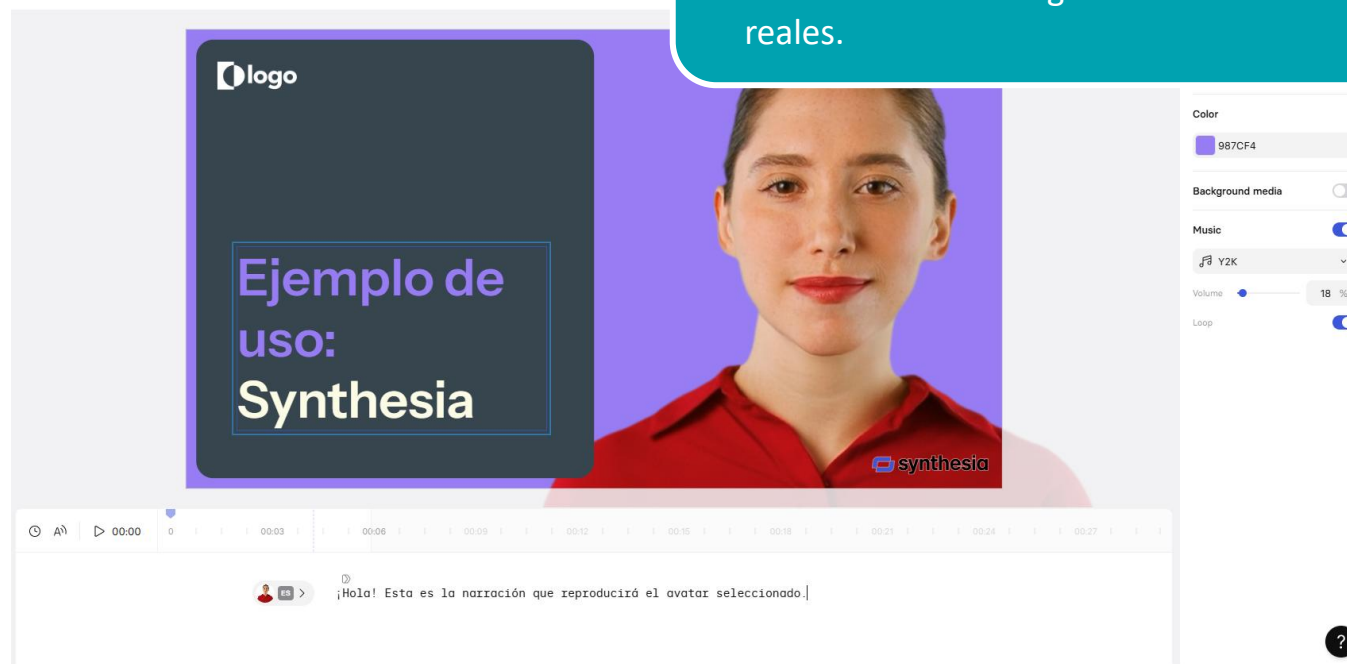 reales.
logo
Ejemplo de
uso:
Synthesia
synthesia
Color
987CF4
Background media
Music
Y2K
Volume 18 %
Loop
00:00 0 00:03 00:06 00:09 00:12 00:15 00:18 00:21 00:24 00:27
ES
¡Hola! Esta es la narración que reproducirá el avatar seleccionado.
?